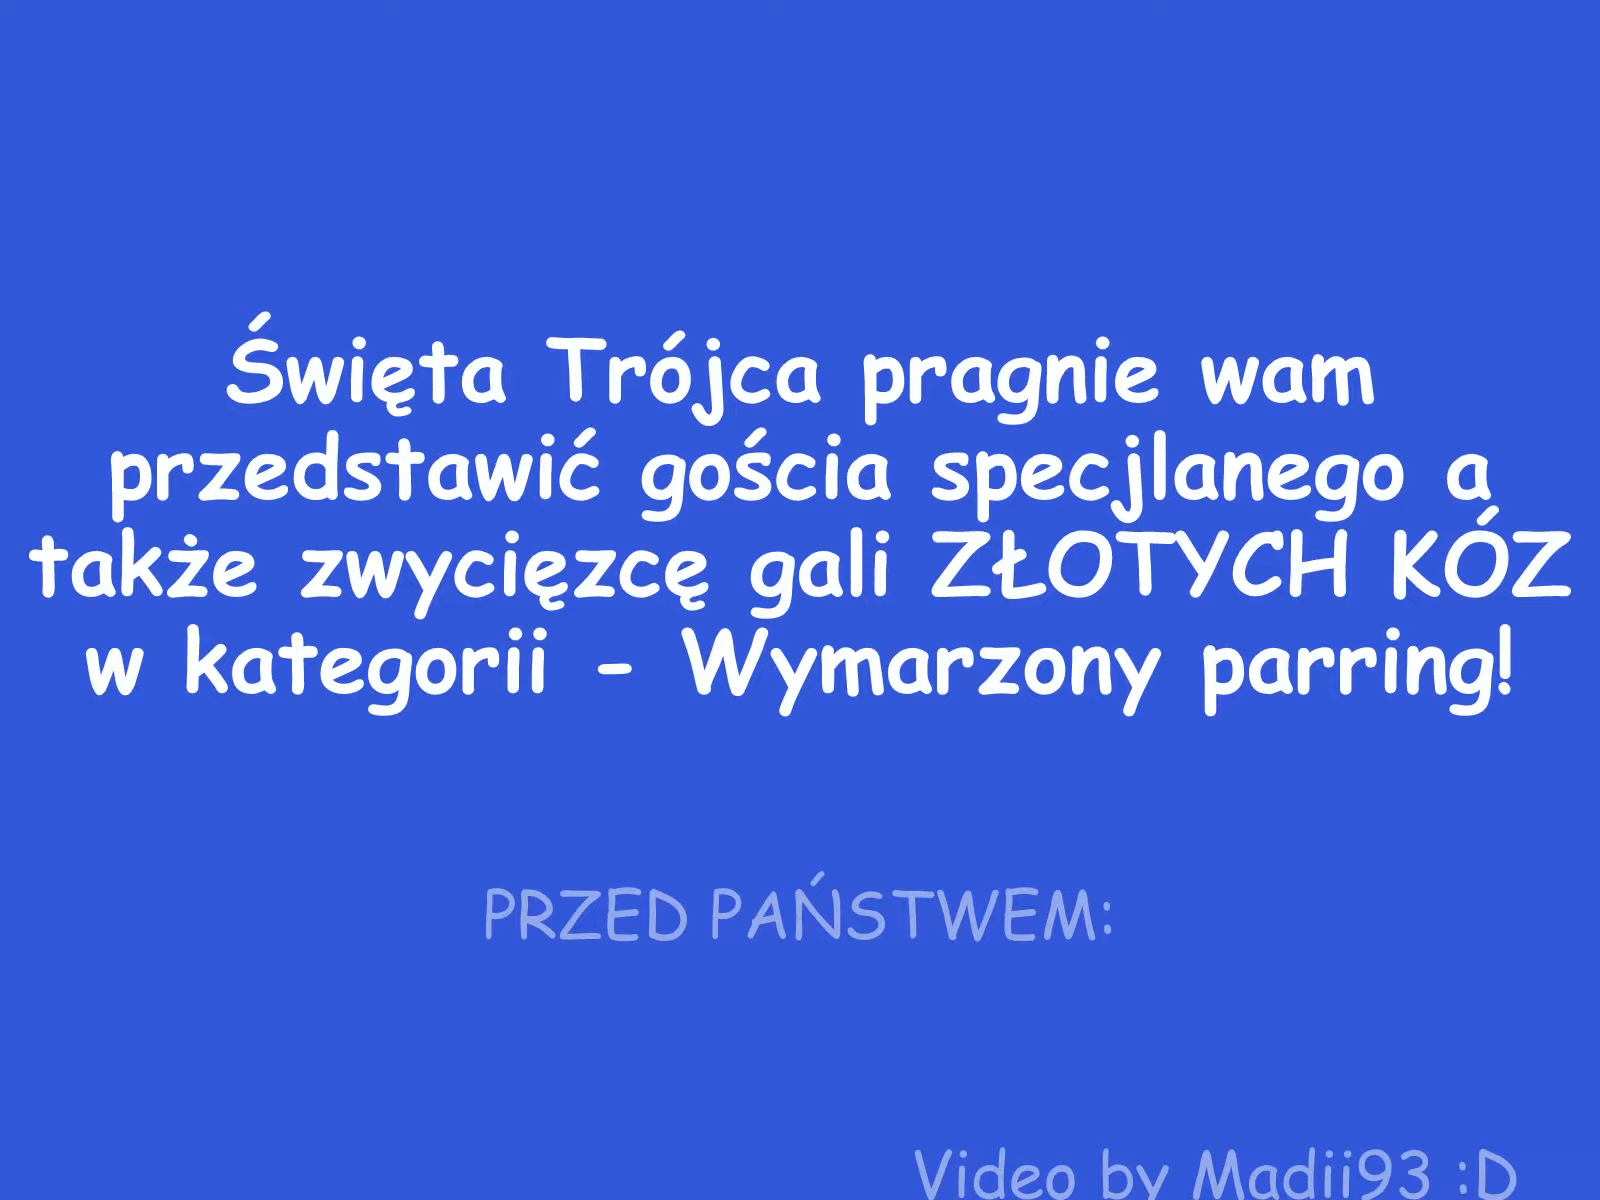 Święta Trójca pragnie wam
przedstawić gościa specjlanego a
także zwycięzcę gali ZŁOTYCH KÓZ
w kategorii - Wymarzony parring!
PRZED PAŃSTWEM:
Video by Madii93 :D